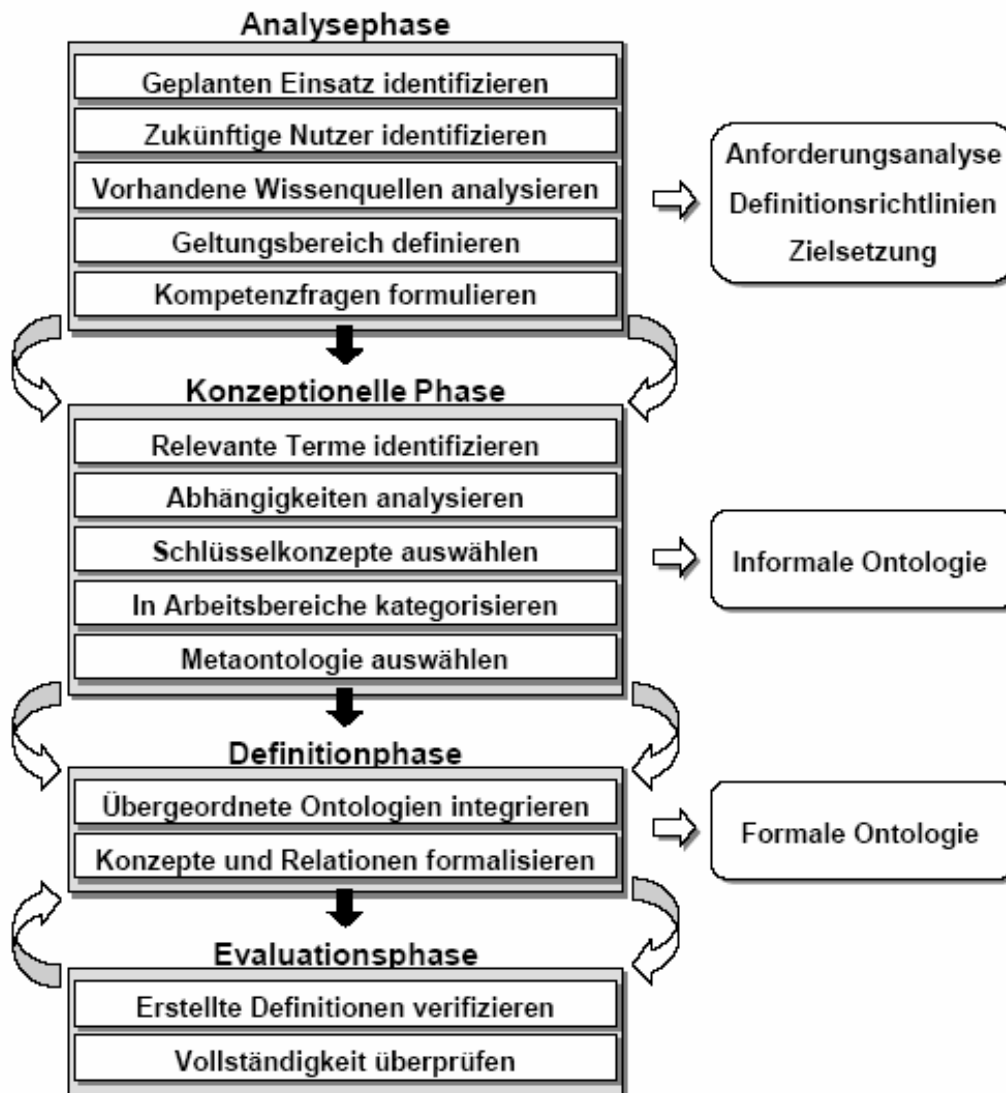 Analysephase
Geplanten Einsatz identifizieren
Zukünftige Nutzer identifizieren
Vorhandene Wissenquellen analysieren
Geltungsbereich definieren
Kompetenzfragen formulieren
Anforderungsanalyse
Definitionsrichtlinien
Zielsetzung
Konzeptionelle Phase
Relevante Terme identifizieren
Abhängigkeiten analysieren
Schlüsselkonzepte auswählen
In Arbeitsbereiche kategorisieren
Metaontologie auswählen
Informale Ontologie
Definitionphase
Übergeordnete Ontologien integrieren
Konzepte und Relationen formalisieren
Formale Ontologie
Evaluationsphase
Erstellte Definitionen verifizieren
Vollständigkeit überprüfen